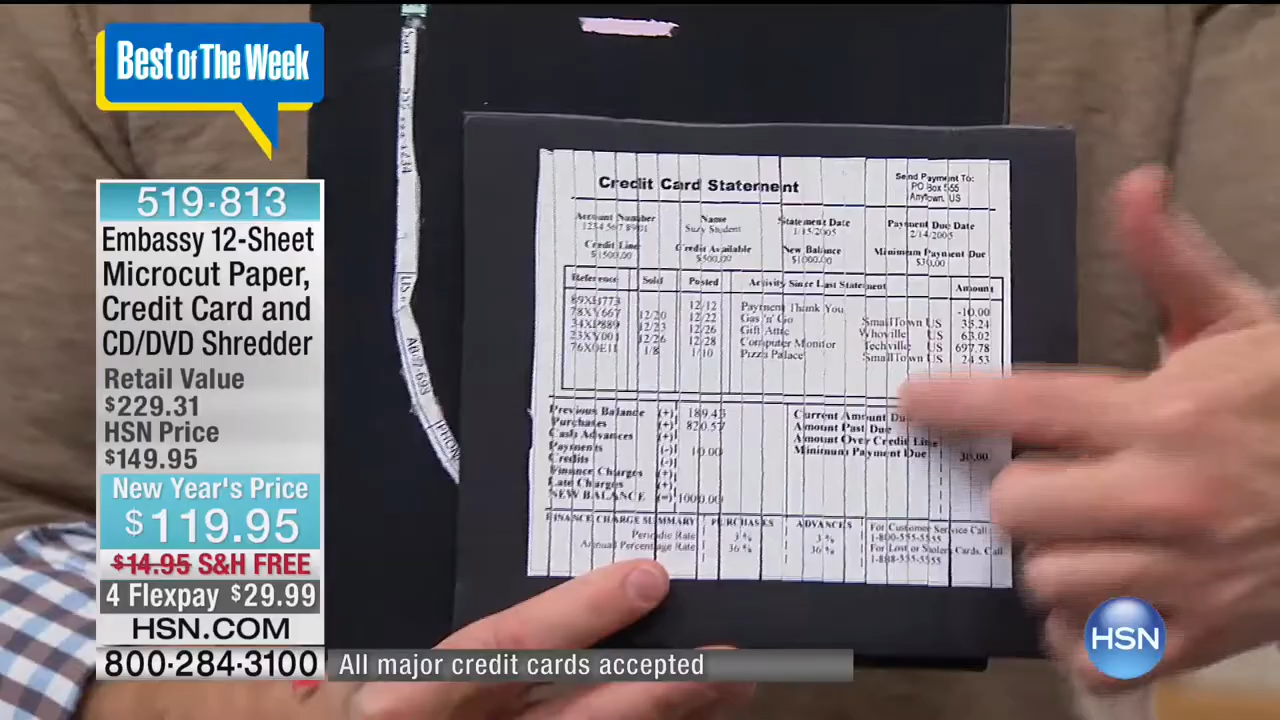 BEST OF THE WEEK
519-813
Embassy 12-Sheet
Microcut Paper,
Credit Card and
CD/DVD Shredder
Retail Value
$229.31
HSN Price
$149.95
New Year's Price
$119.95
$14.95 S&H FREE
4 Flexpay $29.99
HSN.COM
800-284-3100
All major credit cards accepted
HSN
Credit Card Statement
Send Payment To:
PO Box 555
Anytown, US
Account Number Name Statement Date Payment Due Date
1234 567 8901 Suzy Student 1/15/2005 2/14/2005
Credit Line Credit Available New Balance Minimum Payment Due
$1500.00 $500.00 $1000.00 $30.00
Reference Sold Posted Activity Since Last Statement Amount
12/12 Payment Thank You -10.00
78XY667 12/20 12/22 Gas 'n' Go SmallTown US 35.24
34XP889 12/23 12/26 Gift Attic Whoville US 63.02
23XY001 12/26 12/28 Computer Monitor Techville US 697.78
76X0E11 1/8 1/10 Pizza Palace SmallTown US 24.53
Previous Balance (+) 189.43 Current Amount Du
Purchases (+) 820.57 Amount Past Due
Cash Advances (+) Amount Over Credit Line
Payments (-) 10.00 Minimum Payment Due 30.00
Credits (-)
Finance Charges (+)
Late Charges (+)
NEW BALANCE (=) 1000.00
FINANCE CHARGE SUMMARY PURCHASES ADVANCES For Customer Service Call:
Periodic Rate 3 % 3 % 1-800-555-5555
Annual Percentage Rate 36 % 36 % For Lost or Stolen Cards, Call
1-888-555-5555